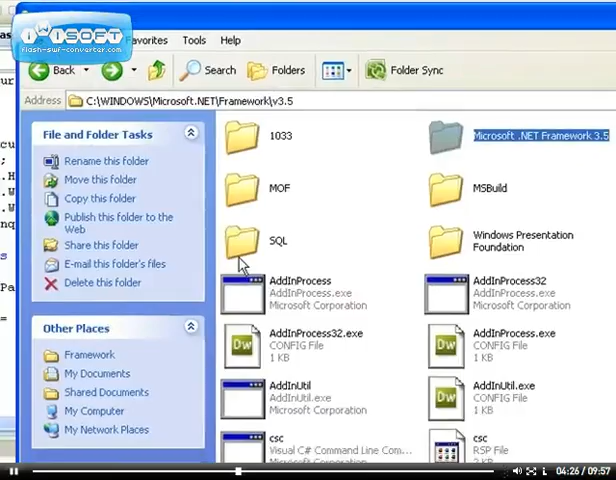 iWiSOFT
flash-swf-converter.com
Favorites Tools Help
Back Search Folders Folder Sync
Address C:\WINDOWS\Microsoft.NET\Framework\v3.5
File and Folder Tasks
Rename this folder
Move this folder
Copy this folder
Publish this folder to the
Web
Share this folder
E-mail this folder's files
Delete this folder
Other Places
Framework
My Documents
Shared Documents
My Computer
My Network Places
1033
Microsoft .NET Framework 3.5
MOF
MSBuild
SQL
Windows Presentation
Foundation
AddInProcess
AddInProcess.exe
Microsoft Corporation
AddInProcess32
AddInProcess32.exe
Microsoft Corporation
AddInProcess32.exe
CONFIG File
1 KB
AddInProcess.exe
CONFIG File
1 KB
AddInUtil
AddInUtil.exe
Microsoft Corporation
AddInUtil.exe
CONFIG File
1 KB
csc
Visual C# Command Line Com...
Microsoft Corporation
csc
RSP File
04:26 / 09:57